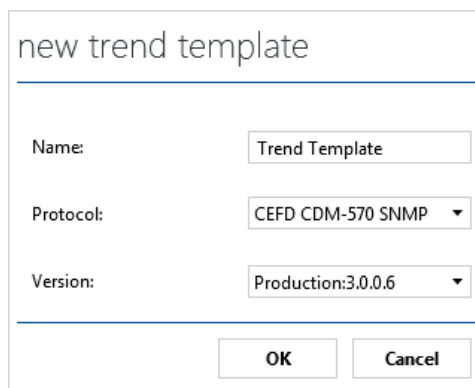 new trend template
Name: Trend Template
Protocol: CEFD CDM-570 SNMP
Version: Production:3.0.0.6
OK Cancel